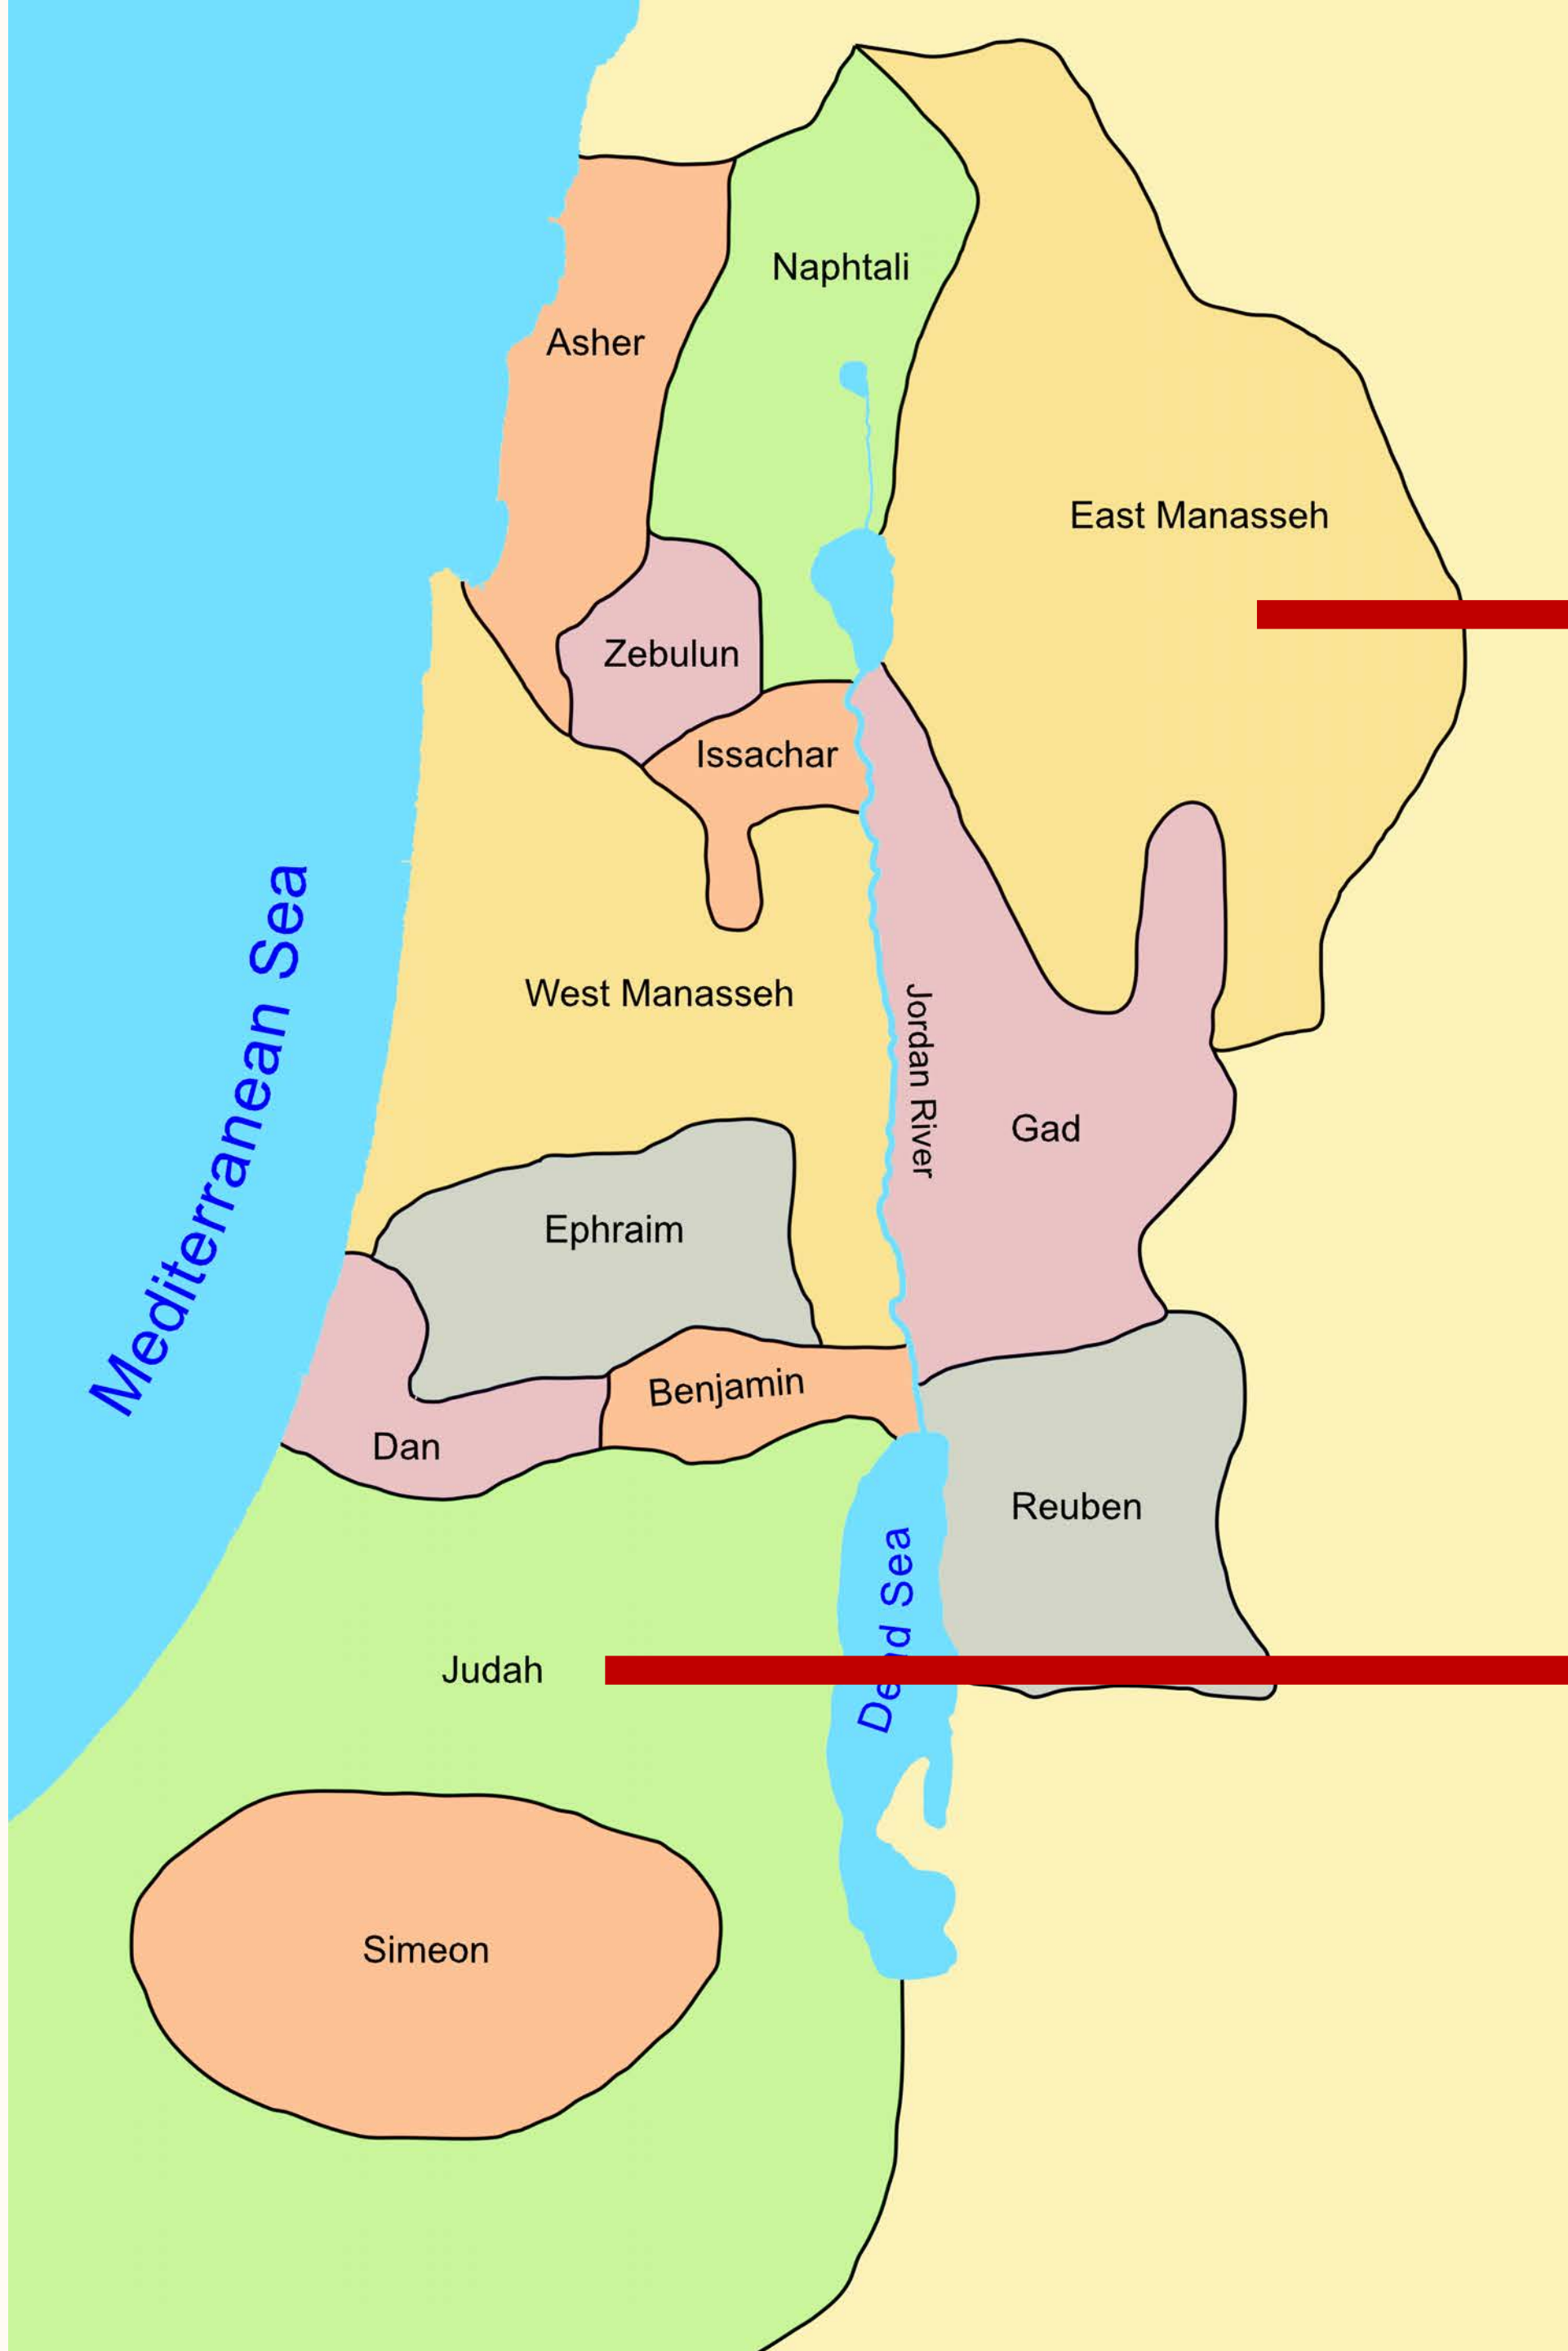 Naphtali
Asher
East Manasseh
Zebulun
Issachar
West Manasseh
Mediterranean Sea
Jordan River
Gad
Ephraim
Benjamin
Dan
Reuben
Dead Sea
Judah
Simeon